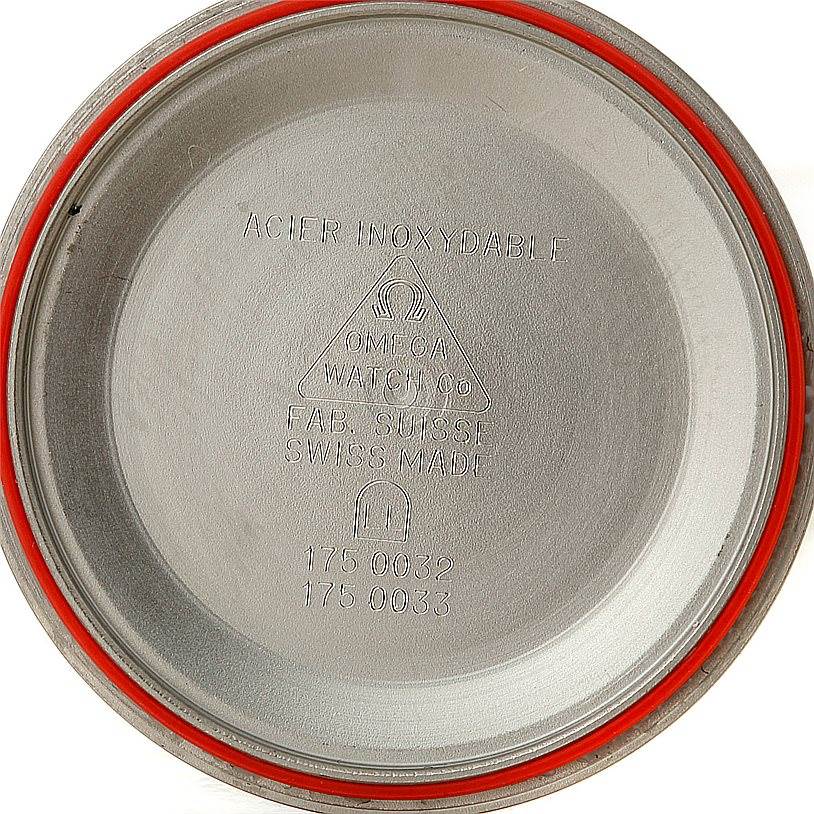 ACIER INOXYDABLE
Ω
OMEGA
WATCH Co
FAB. SUISSE
SWISS MADE
175 0032
175 0033